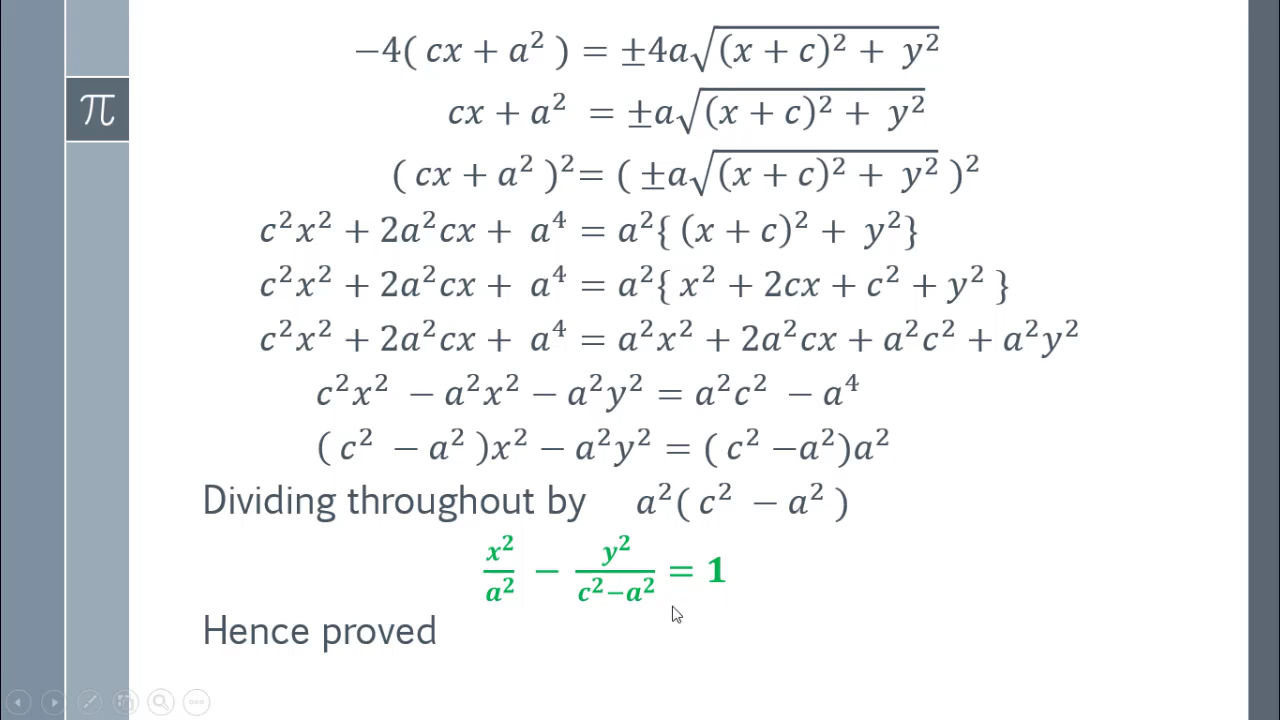 −4( cx + a² ) = ±4a√(x + c)² + y²
π
cx + a² = ±a√(x + c)² + y²
( cx + a² )²= ( ±a√(x + c)² + y² )²
c²x² + 2a²cx + a⁴ = a²{ (x + c)² + y²}
c²x² + 2a²cx + a⁴ = a²{ x² + 2cx + c² + y² }
c²x² + 2a²cx + a⁴ = a²x² + 2a²cx + a²c² + a²y²
c²x² − a²x² − a²y² = a²c² − a⁴
( c² − a² )x² − a²y² = ( c² −a²)a²
Dividing throughout by a²( c² − a² )
x²/a² − y²/c²−a² = 1
Hence proved